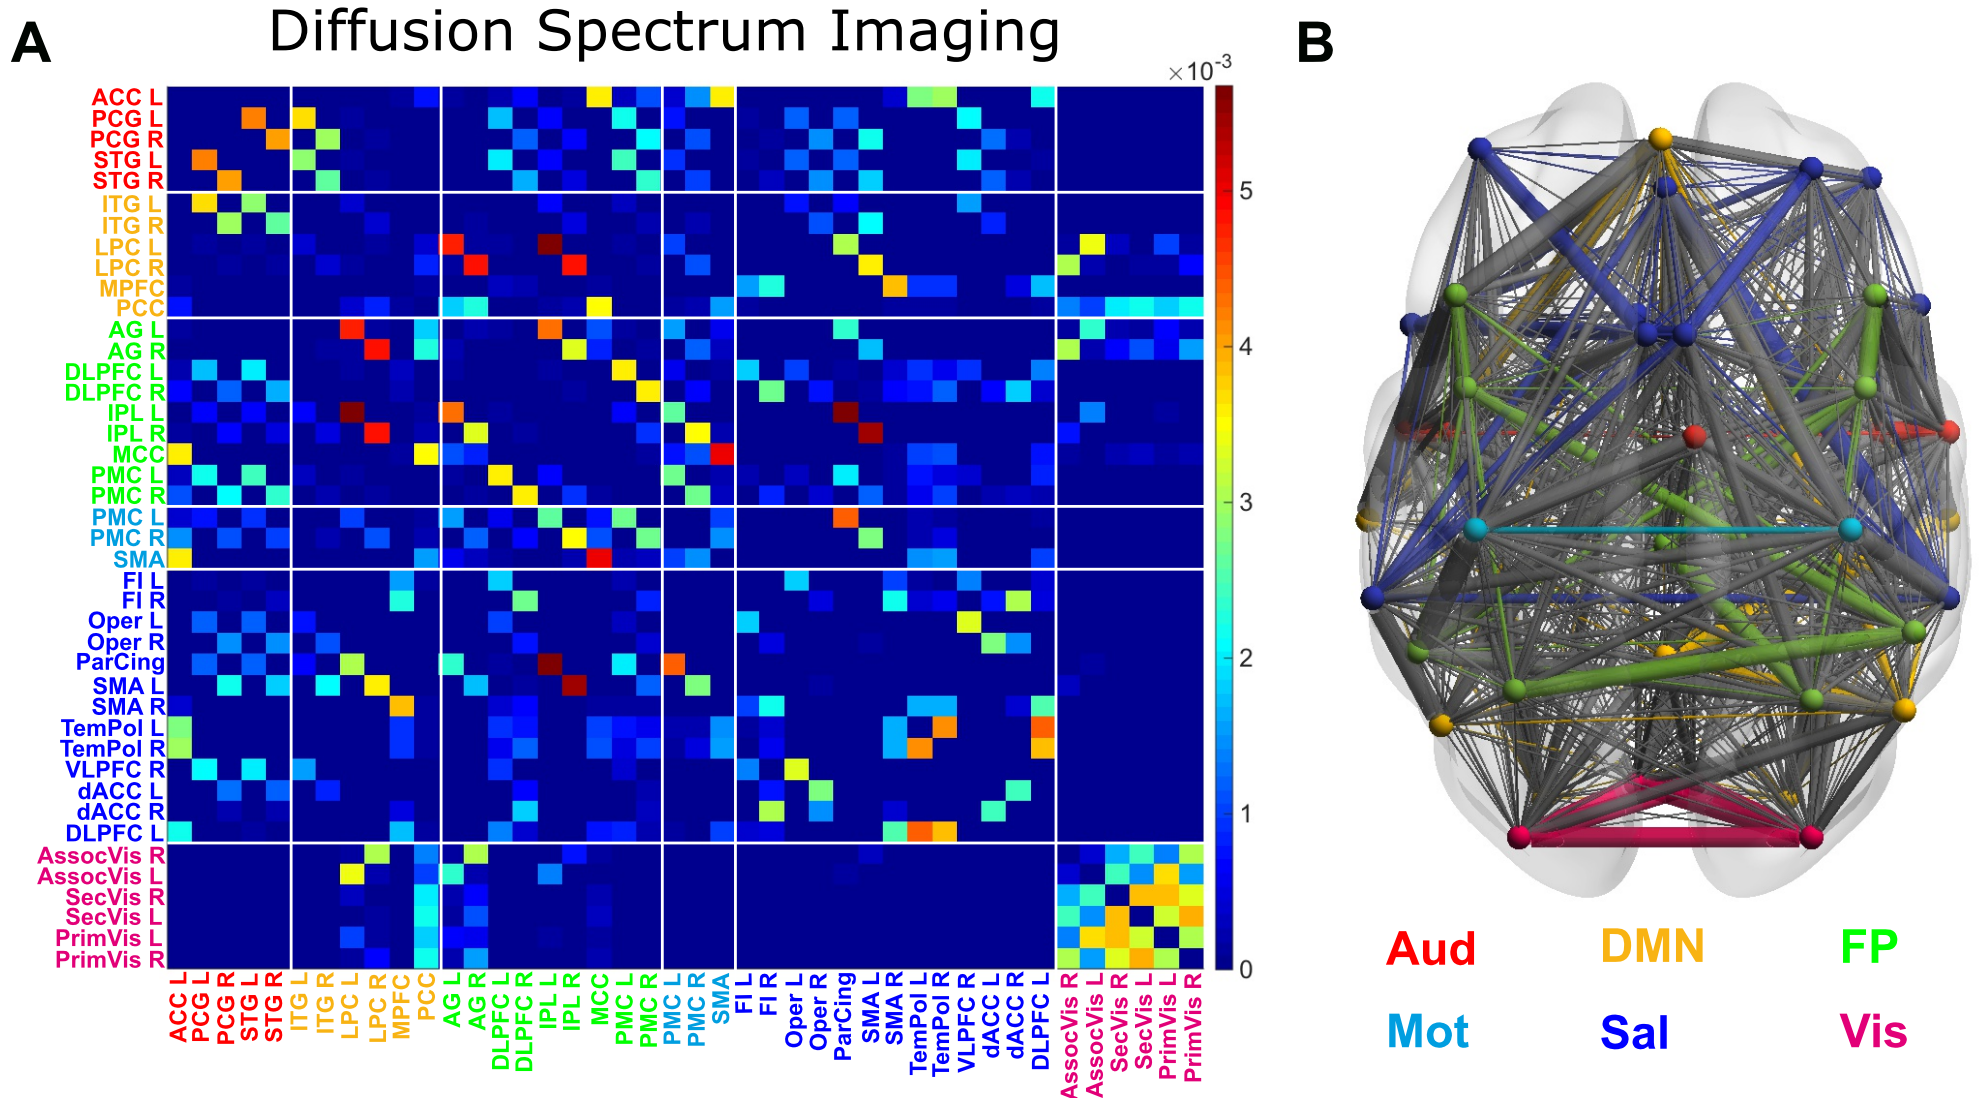 A
Diffusion Spectrum Imaging
B
×10-3
ACC L
PCG L
PCG R
STG L
STG R
ITG L
ITG R
LPC L
LPC R
MPFC
PCC
AG L
AG R
DLPFC L
DLPFC R
IPL L
IPL R
MCC
PMC L
PMC R
PMC L
PMC R
SMA
FI L
FI R
Oper L
Oper R
ParCing
SMA L
SMA R
TemPol L
TemPol R
VLPFC R
dACC L
dACC R
DLPFC L
AssocVis R
AssocVis L
SecVis R
SecVis L
PrimVis L
PrimVis R
ACC L
PCG L
PCG R
STG L
STG R
ITG L
ITG R
LPC L
LPC R
MPFC
PCC
AG L
AG R
DLPFC L
DLPFC R
IPL L
IPL R
MCC
PMC L
PMC R
PMC L
PMC R
SMA
FI L
FI R
Oper L
Oper R
ParCing
SMA L
SMA R
TemPol L
TemPol R
VLPFC R
dACC L
dACC R
DLPFC L
AssocVis R
AssocVis L
SecVis R
SecVis L
PrimVis L
PrimVis R
5
4
3
2
1
0
Aud DMN FP
Mot Sal Vis